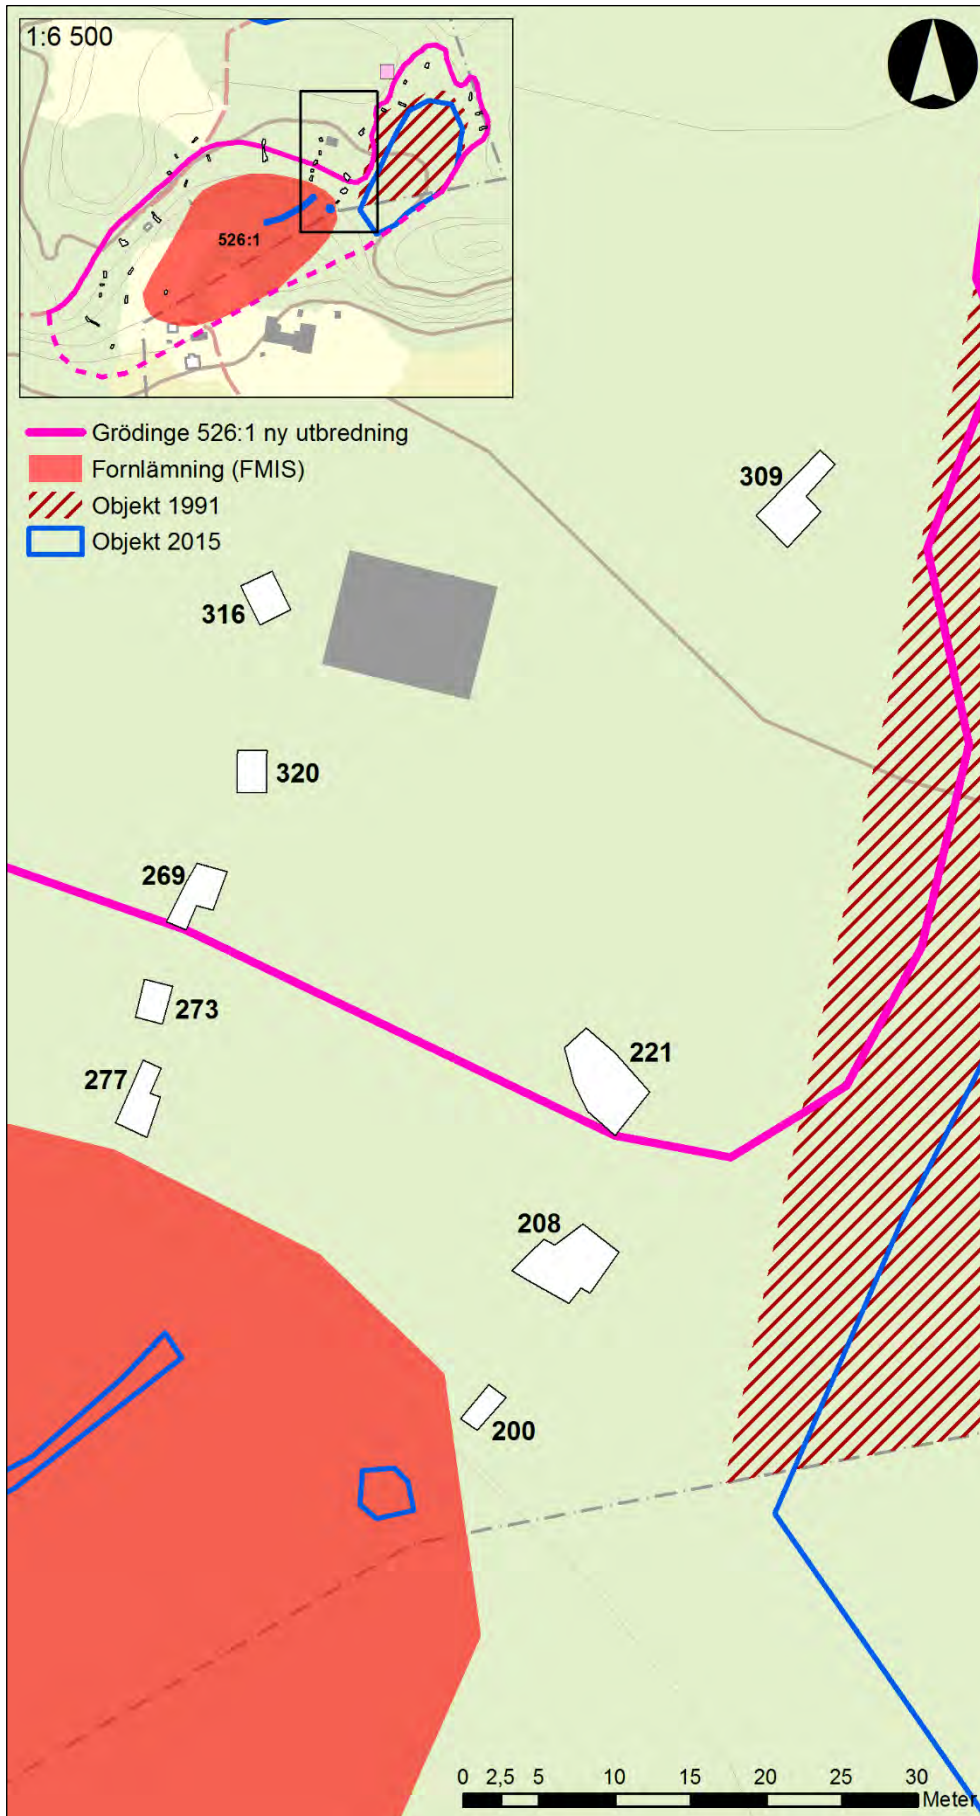 1:6 500
526:1
Grödinge 526:1 ny utbredning
Fornlämning (FMIS)
Objekt 1991
Objekt 2015
309
316
320
269
273
277
221
208
200
0 2,5 5 10 15 20 25 30
Meter